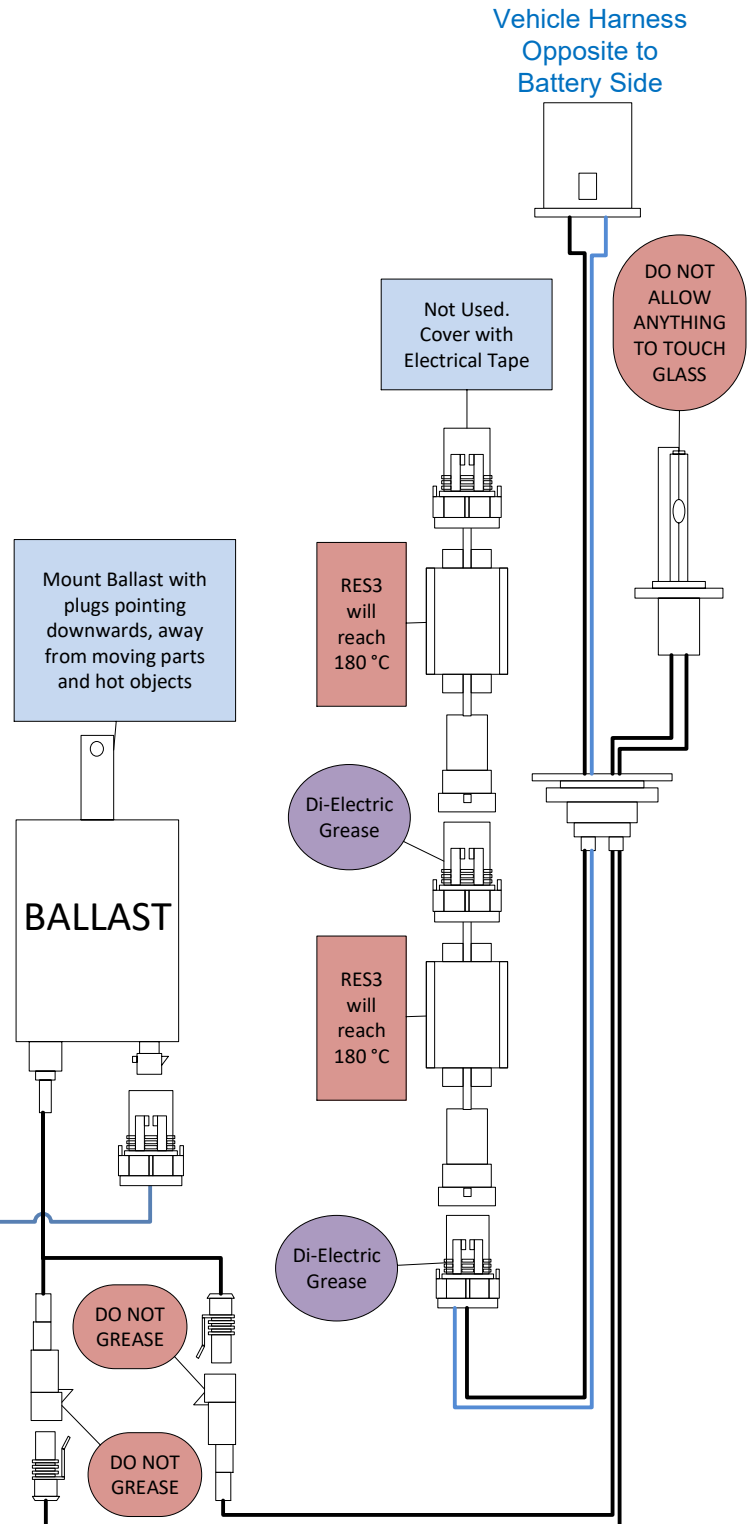 Vehicle Harness
Opposite to
Battery Side
DO NOT
ALLOW
ANYTHING
TO TOUCH
GLASS
Not Used.
Cover with
Electrical Tape
RES3
will
reach
180 °C
Mount Ballast with
plugs pointing
downwards, away
from moving parts
and hot objects
Di-Electric
Grease
BALLAST
RES3
will
reach
180 °C
Di-Electric
Grease
DO NOT
GREASE
DO NOT
GREASE